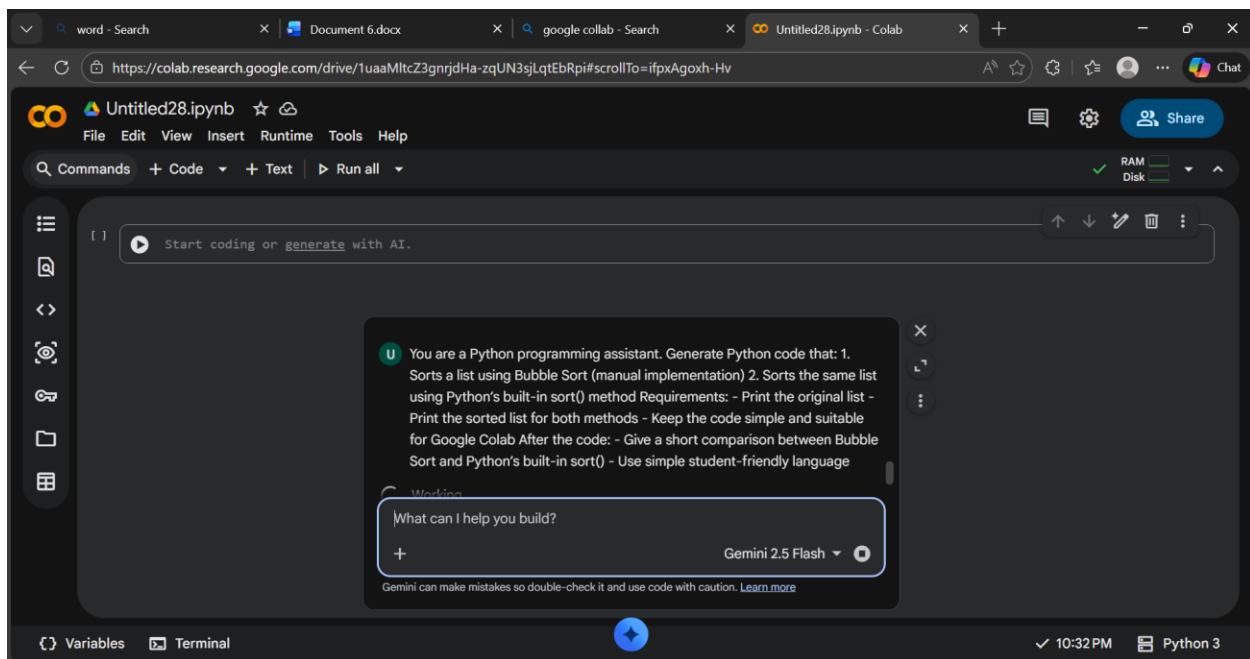 word - Search
Document 6.docx
google collab - Search
Untitled28.ipynb - Colab
https://colab.research.google.com/drive/1uaaMltcZ3gnrjdHa-zqUN3sjLqtEbRpi#scrollTo=ifpxAgoxh-Hv
Chat
Untitled28.ipynb
File Edit View Insert Runtime Tools Help
Share
Commands + Code + Text Run all
RAM
Disk
[ ]
Start coding or generate with AI.
U
You are a Python programming assistant. Generate Python code that: 1.
Sorts a list using Bubble Sort (manual implementation) 2. Sorts the same list
using Python’s built-in sort() method Requirements: - Print the original list -
Print the sorted list for both methods - Keep the code simple and suitable
for Google Colab After the code: - Give a short comparison between Bubble
Sort and Python’s built-in sort() - Use simple student-friendly language
Working
What can I help you build?
Gemini 2.5 Flash
Gemini can make mistakes so double-check it and use code with caution. Learn more
Variables Terminal
10:32 PM Python 3